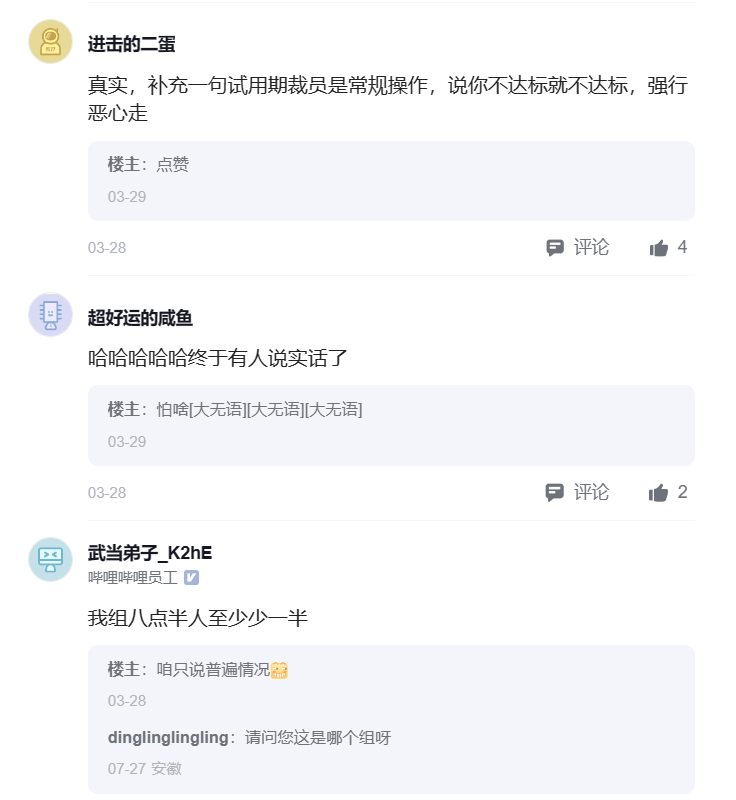 进击的二蛋
真实，补充一句试用期裁员是常规操作，说你不达标就不达标，强行
恶心走
楼主：点赞
03-29
03-28 评论 4
超好运的咸鱼
哈哈哈哈哈终于有人说实话了
楼主：怕啥[大无语][大无语][大无语]
03-29
03-28 评论 2
武当弟子_K2hE
哔哩哔哩员工
我组八点半人至少少一半
楼主：咱只说普遍情况
03-28
dinglinglingling：请问您这是哪个组呀
07-27 安徽